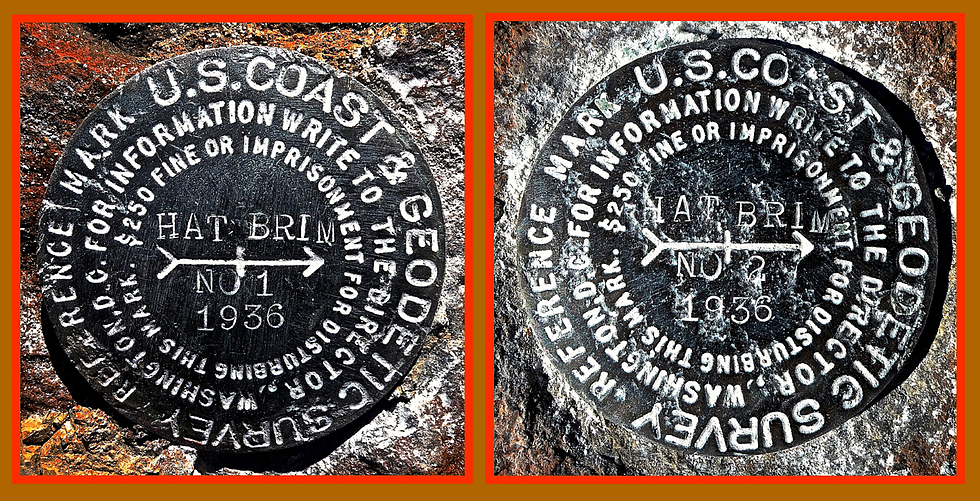 U.S. COAST & GEODETIC SURVEY REFERENCE MARK
FOR INFORMATION WRITE TO THE DIRECTOR, WASHINGTON, D.C.
$250 FINE OR IMPRISONMENT FOR DISTURBING THIS MARK.
HAT BRIM
NO 1
1936
U.S. CO ST & GEODETIC SURVEY REFERENCE MARK
FOR INFORMATION WRITE TO THE DIRECTOR, WASHINGTON, D.C.
$250 FINE OR IMPRISONMENT FOR DISTURBING THIS MARK.
HAT BRIM
NO 2
1936